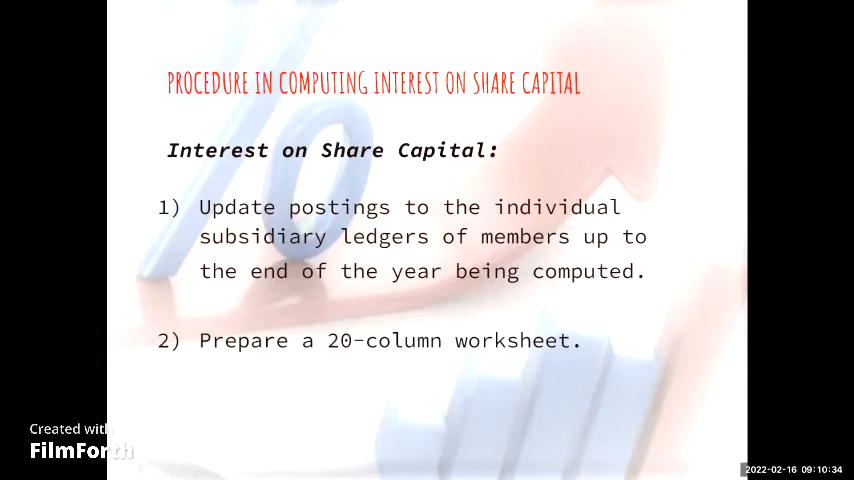 PROCEDURE IN COMPUTING INTEREST ON SHARE CAPITAL
Interest on Share Capital:
1) Update postings to the individual
subsidiary ledgers of members up to
the end of the year being computed.
2) Prepare a 20-column worksheet.
Created with
FilmForth
2022-02-16 09:10:34